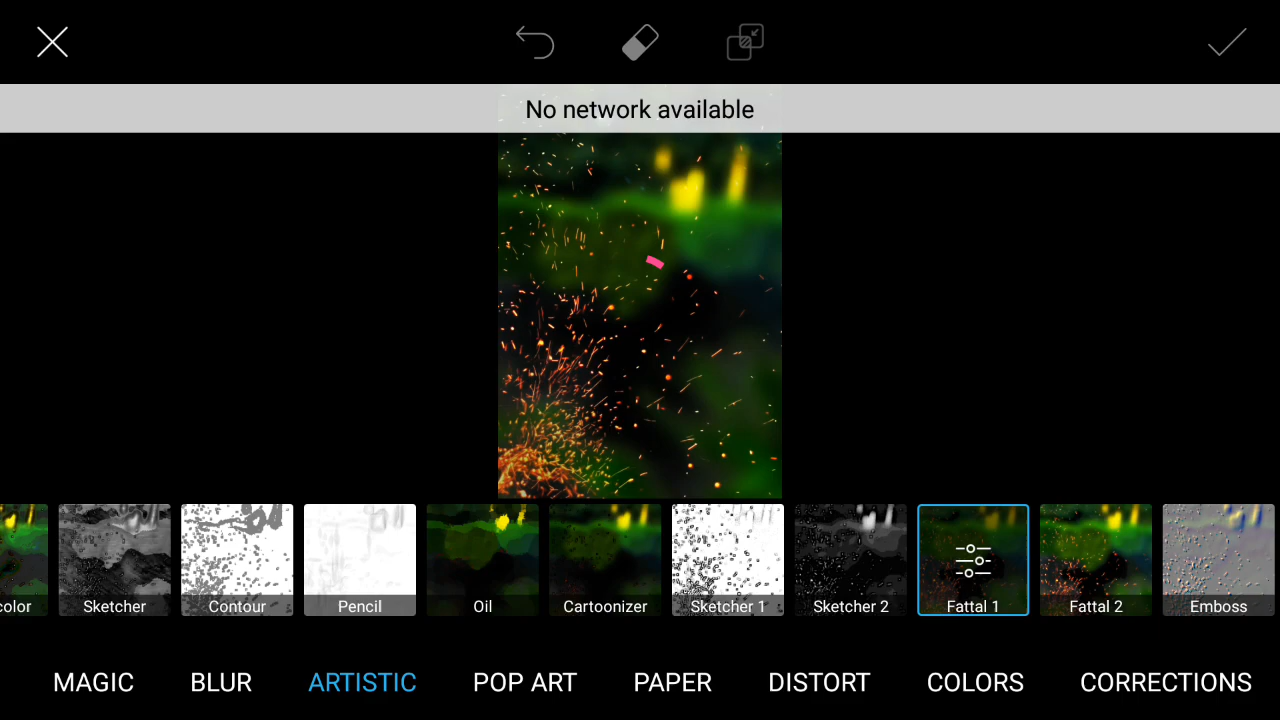 No network available
color
Sketcher
Contour
Pencil
Oil
Cartoonizer
Sketcher 1
Sketcher 2
Fattal 1
Fattal 2
Emboss
MAGIC
BLUR
ARTISTIC
POP ART
PAPER
DISTORT
COLORS
CORRECTIONS